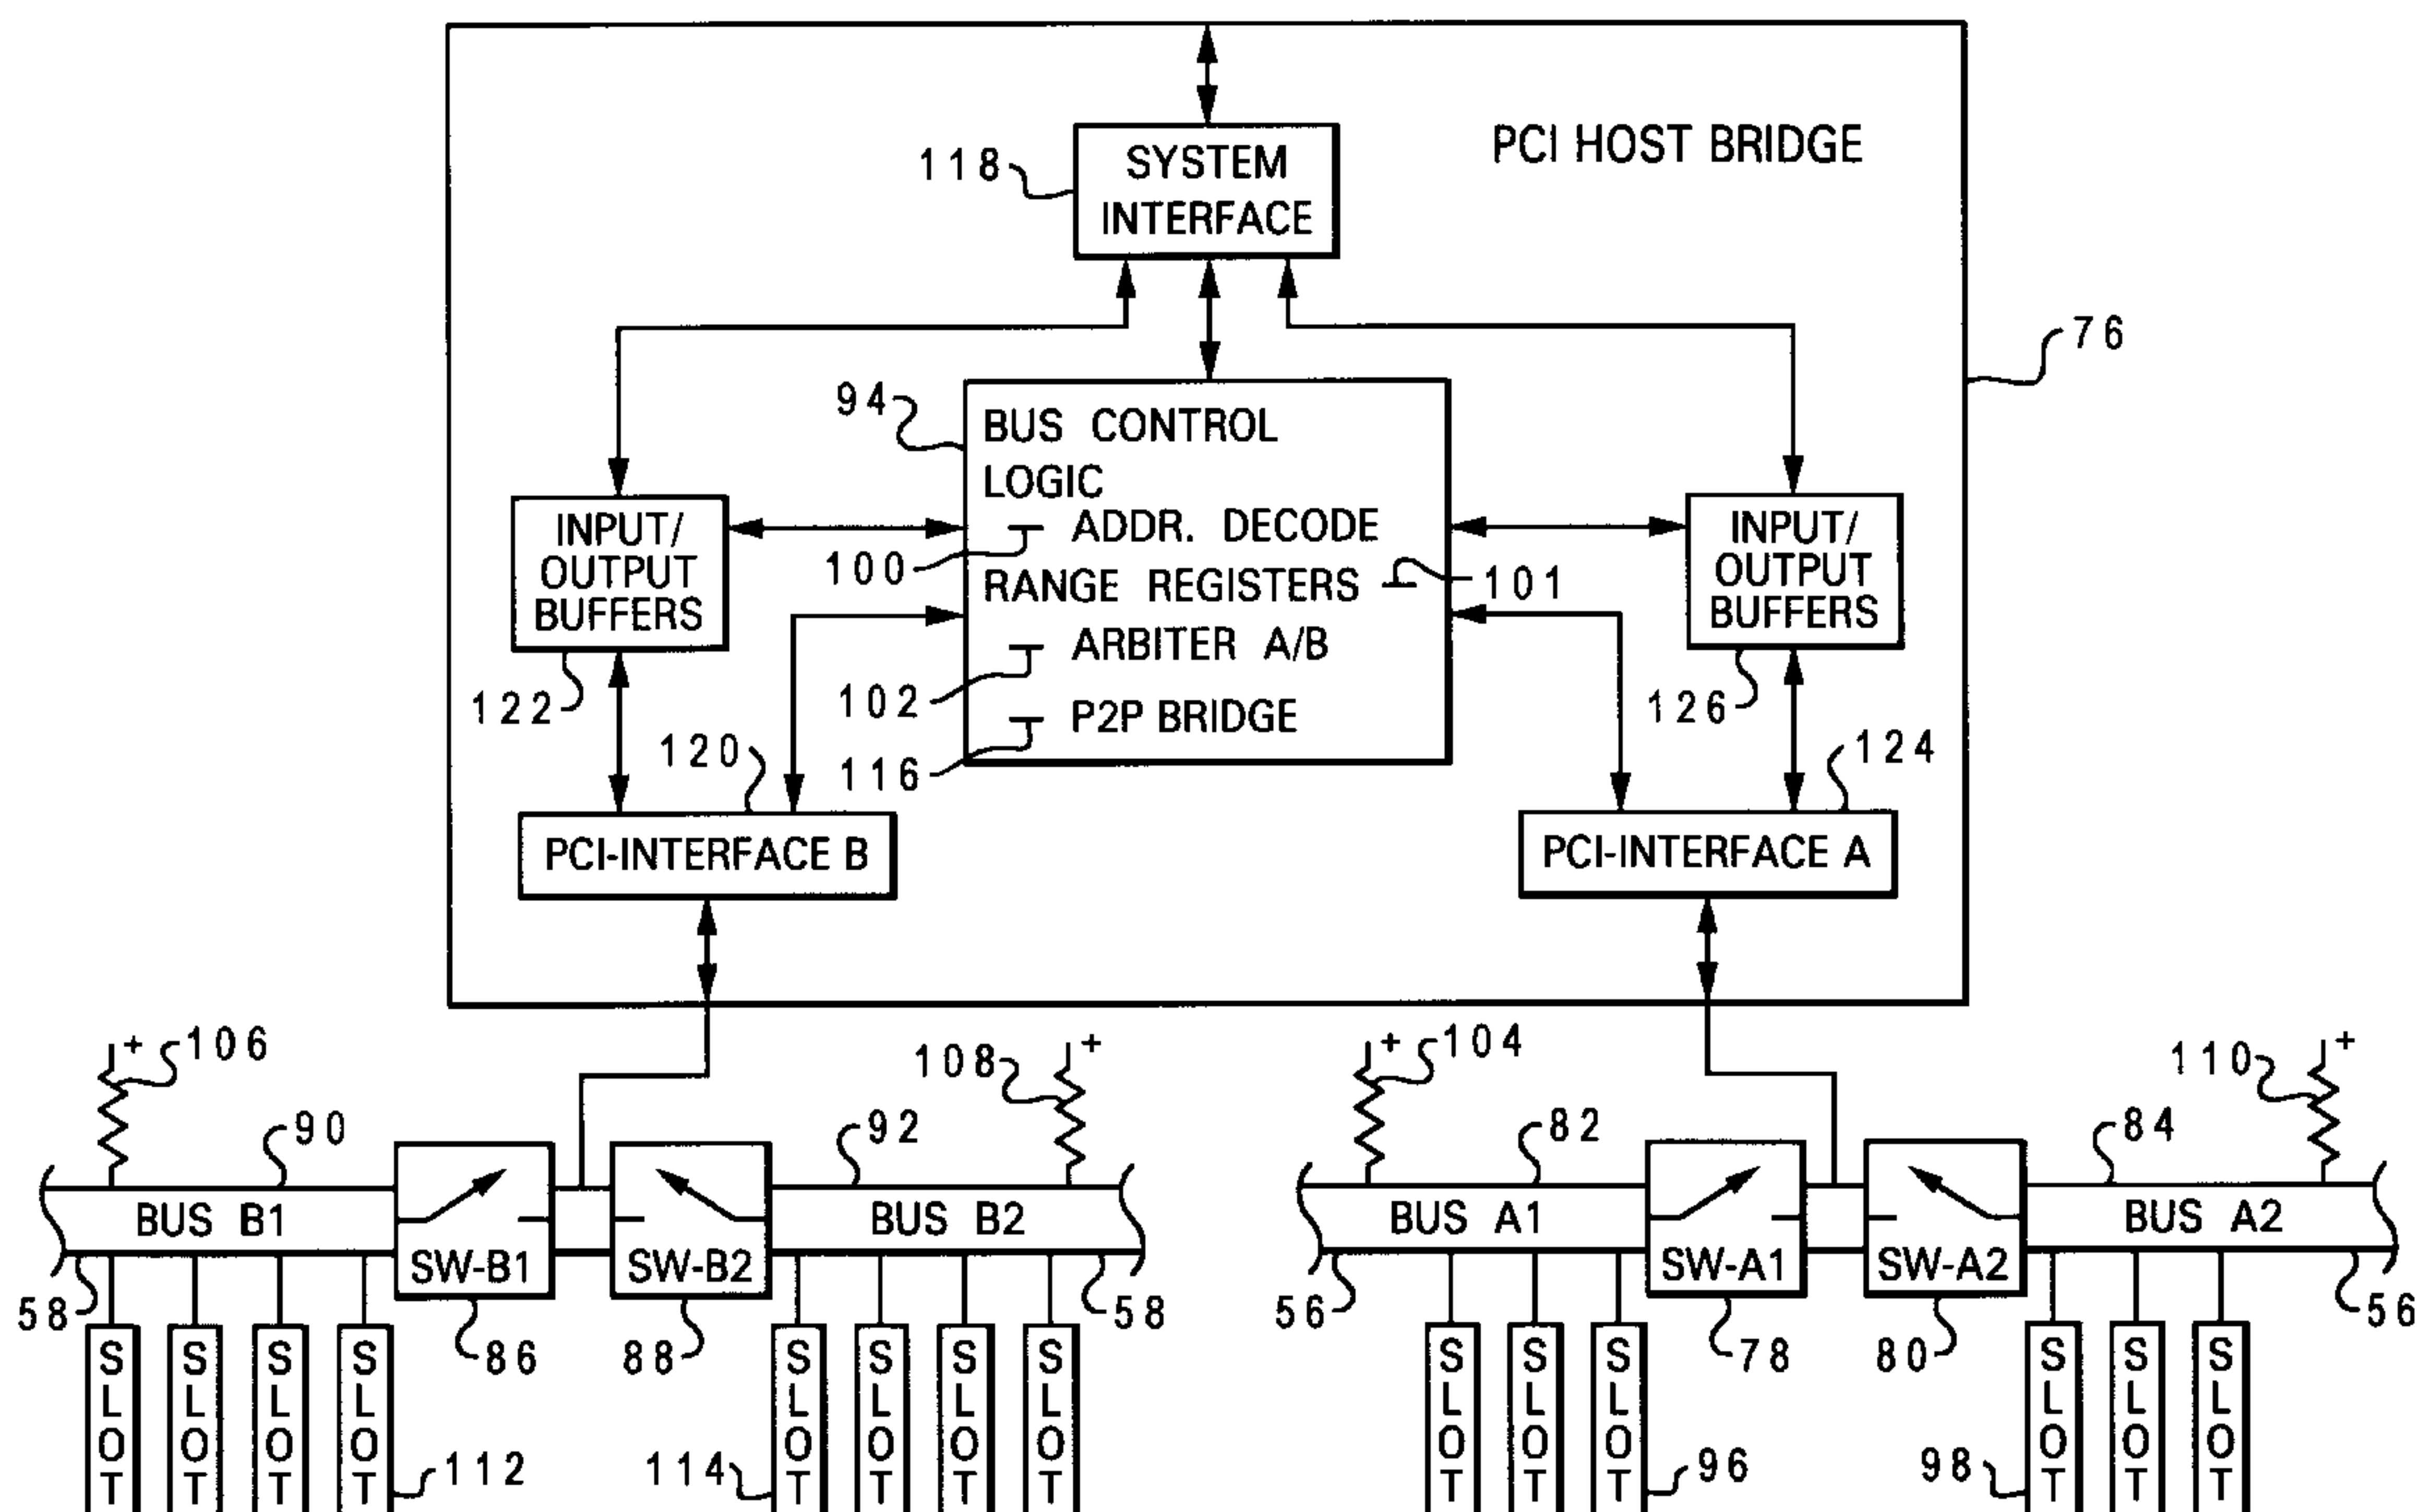 PCI HOST BRIDGE
118
SYSTEM
INTERFACE
76
94
BUS CONTROL
LOGIC
ADDR. DECODE
100
RANGE REGISTERS
101
ARBITER A/B
102
P2P BRIDGE
116
INPUT/
OUTPUT
BUFFERS
122
INPUT/
OUTPUT
BUFFERS
126
120
PCI-INTERFACE B
124
PCI-INTERFACE A
+ 106
108 +
+ 104
110 +
90
92
82
84
BUS B1
SW-B1
SW-B2
BUS B2
BUS A1
SW-A1
SW-A2
BUS A2
58
86
88
58
56
78
80
56
SLOT
SLOT
SLOT
SLOT
112
114
SLOT
SLOT
SLOT
SLOT
SLOT
SLOT
SLOT
96
98
SLOT
SLOT
SLOT